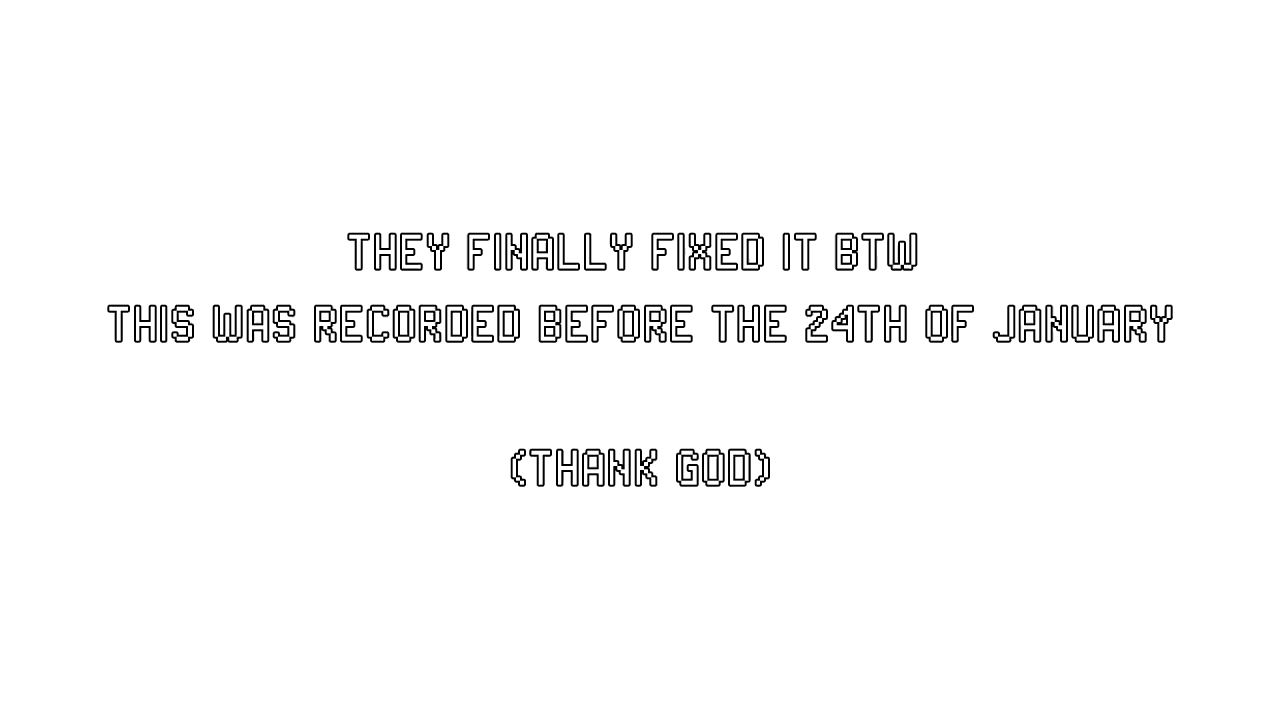 THEY FINALLY FIXED IT BTW
THIS WAS RECORDED BEFORE THE 24TH OF JANUARY
(THANK GOD)